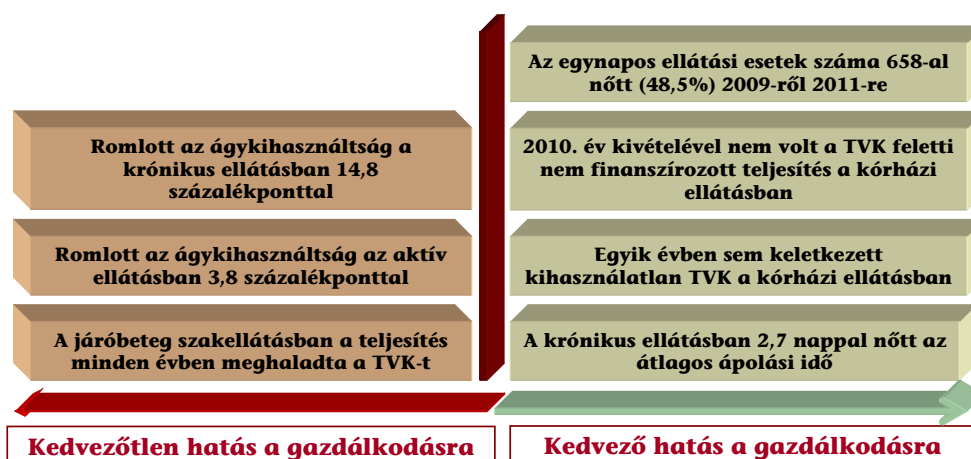 Romlott az ágykihasználtság a
krónikus ellátásban 14,8
százalékponttal
Romlott az ágykihasználtság az aktív
ellátásban 3,8 százalékponttal
A járóbeteg szakellátásban a teljesítés
minden évben meghaladta a TVK-t
Kedvezőtlen hatás a gazdálkodásra
Az egynapos ellátási esetek száma 658-al
nőtt (48,5%) 2009-ről 2011-re
2010. év kivételével nem volt a TVK feletti
nem finanszírozott teljesítés a kórházi
ellátásban
Egyik évben sem keletkezett
kihasználatlan TVK a kórházi ellátásban
A krónikus ellátásban 2,7 nappal nőtt az
átlagos ápolási idő
Kedvező hatás a gazdálkodásra